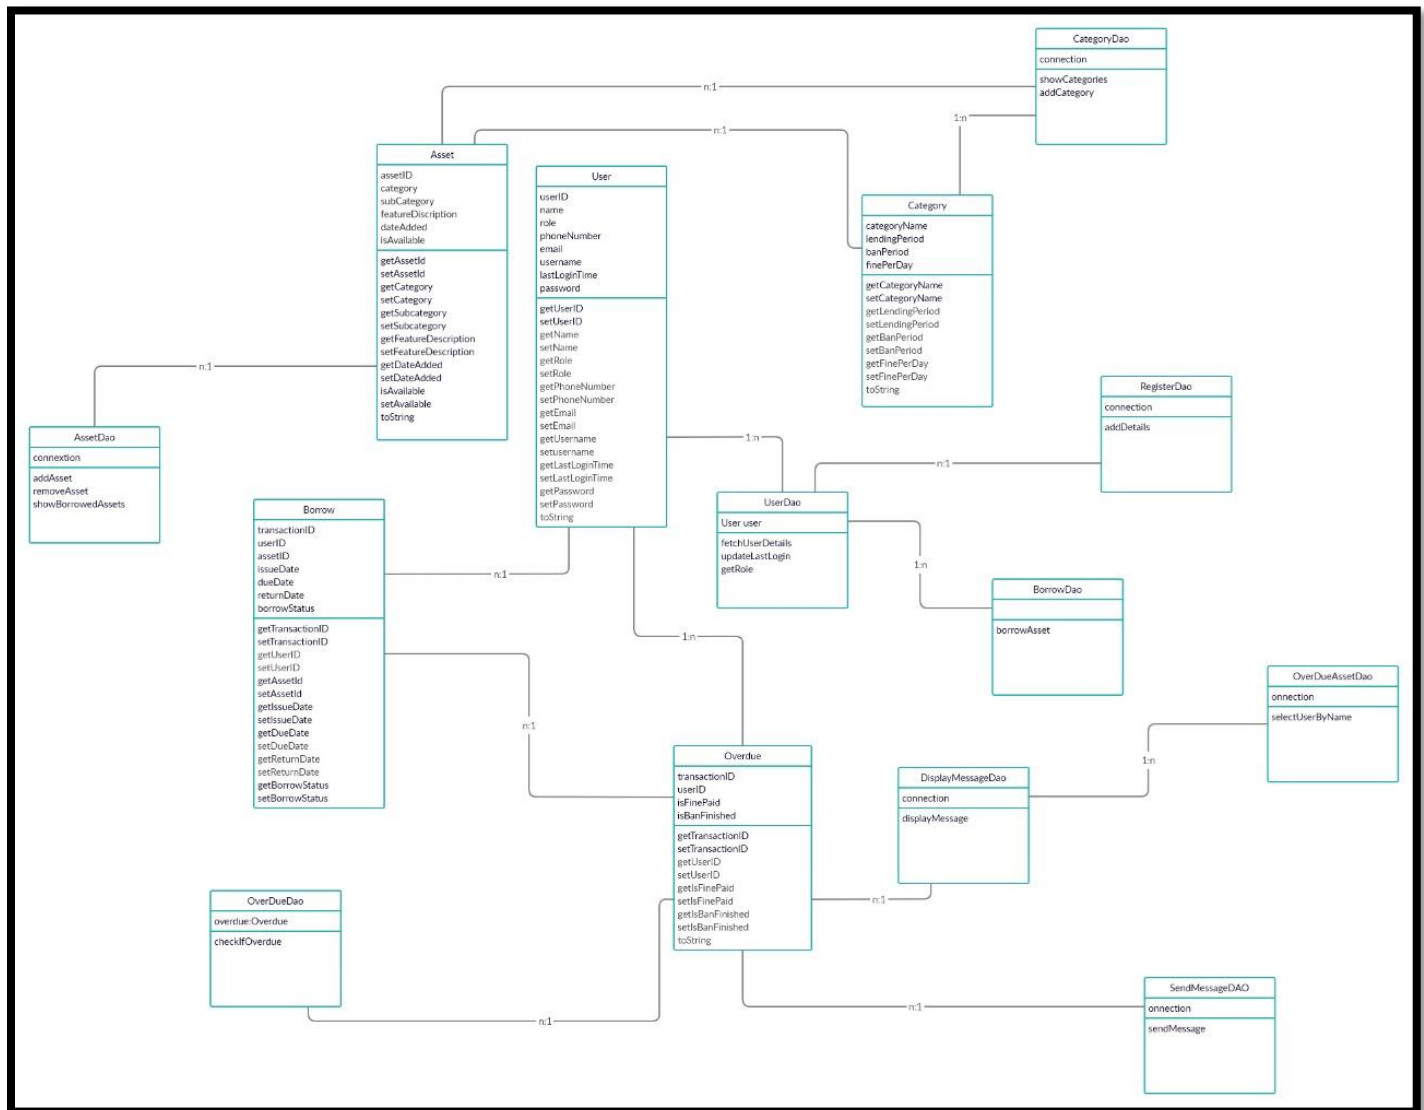 CategoryDao
connection
showCategories
addCategory
n:1
n:1
1:n
Asset
assetID
category
subCategory
featureDiscription
dateAdded
isAvailable
getAssetId
setAssetId
getCategory
setCategory
getSubcategory
setSubcategory
getFeatureDescription
setFeatureDescription
getDateAdded
setDateAdded
isAvailable
setAvailable
toString
User
userID
name
role
phoneNumber
email
username
lastLoginTime
password
getUserID
setUserID
getName
setName
getRole
setRole
getPhoneNumber
setPhoneNumber
getEmail
setEmail
getUsername
setusername
getLastLoginTime
setLastLoginTime
getPassword
setPassword
toString
Category
categoryName
lendingPeriod
banPeriod
finePerDay
getCategoryName
setCategoryName
getLendingPeriod
setLendingPeriod
getBanPeriod
setBanPeriod
getFinePerDay
setFinePerDay
toString
n:1
RegisterDao
connection
addDetails
AssetDao
connextion
addAsset
removeAsset
showBorrowedAssets
1:n
n:1
UserDao
User user
fetchUserDetails
updateLastLogin
getRole
Borrow
transactionID
userID
assetID
issueDate
dueDate
returnDate
borrowStatus
getTransactionID
setTransactionID
getUserID
setUserID
getAssetId
setAssetId
getIssueDate
setIssueDate
getDueDate
setDueDate
getReturnDate
setReturnDate
getBorrowStatus
setBorrowStatus
n:1
1:n
BorrowDao
borrowAsset
1:n
OverDueAssetDao
onnection
selectUserByName
n:1
1:n
Overdue
transactionID
userID
isFinePaid
isBanFinished
getTransactionID
setTransactionID
getUserID
setUserID
getIsFinePaid
setIsFinePaid
getIsBanFinished
setIsBanFinished
toString
DisplayMessageDao
connection
displayMessage
n:1
OverDueDao
overdue:Overdue
checkIfOverdue
n:1
n:1
SendMessageDAO
onnection
sendMessage